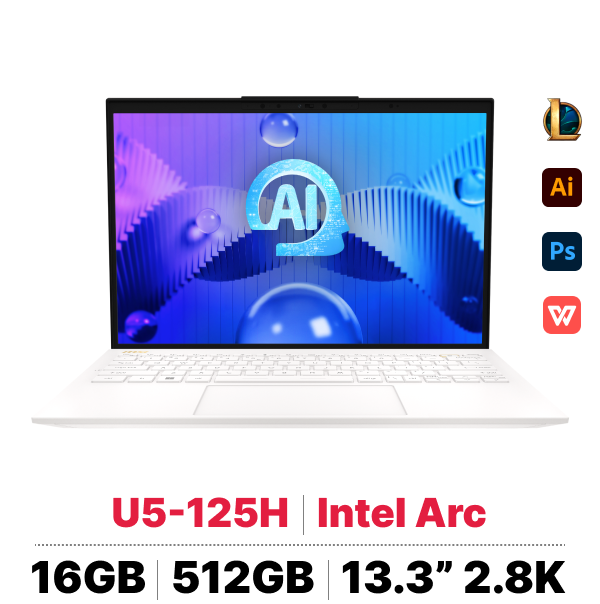 AI
Ai
Ps
U5-125H | Intel Arc
16GB | 512GB | 13.3” 2.8K